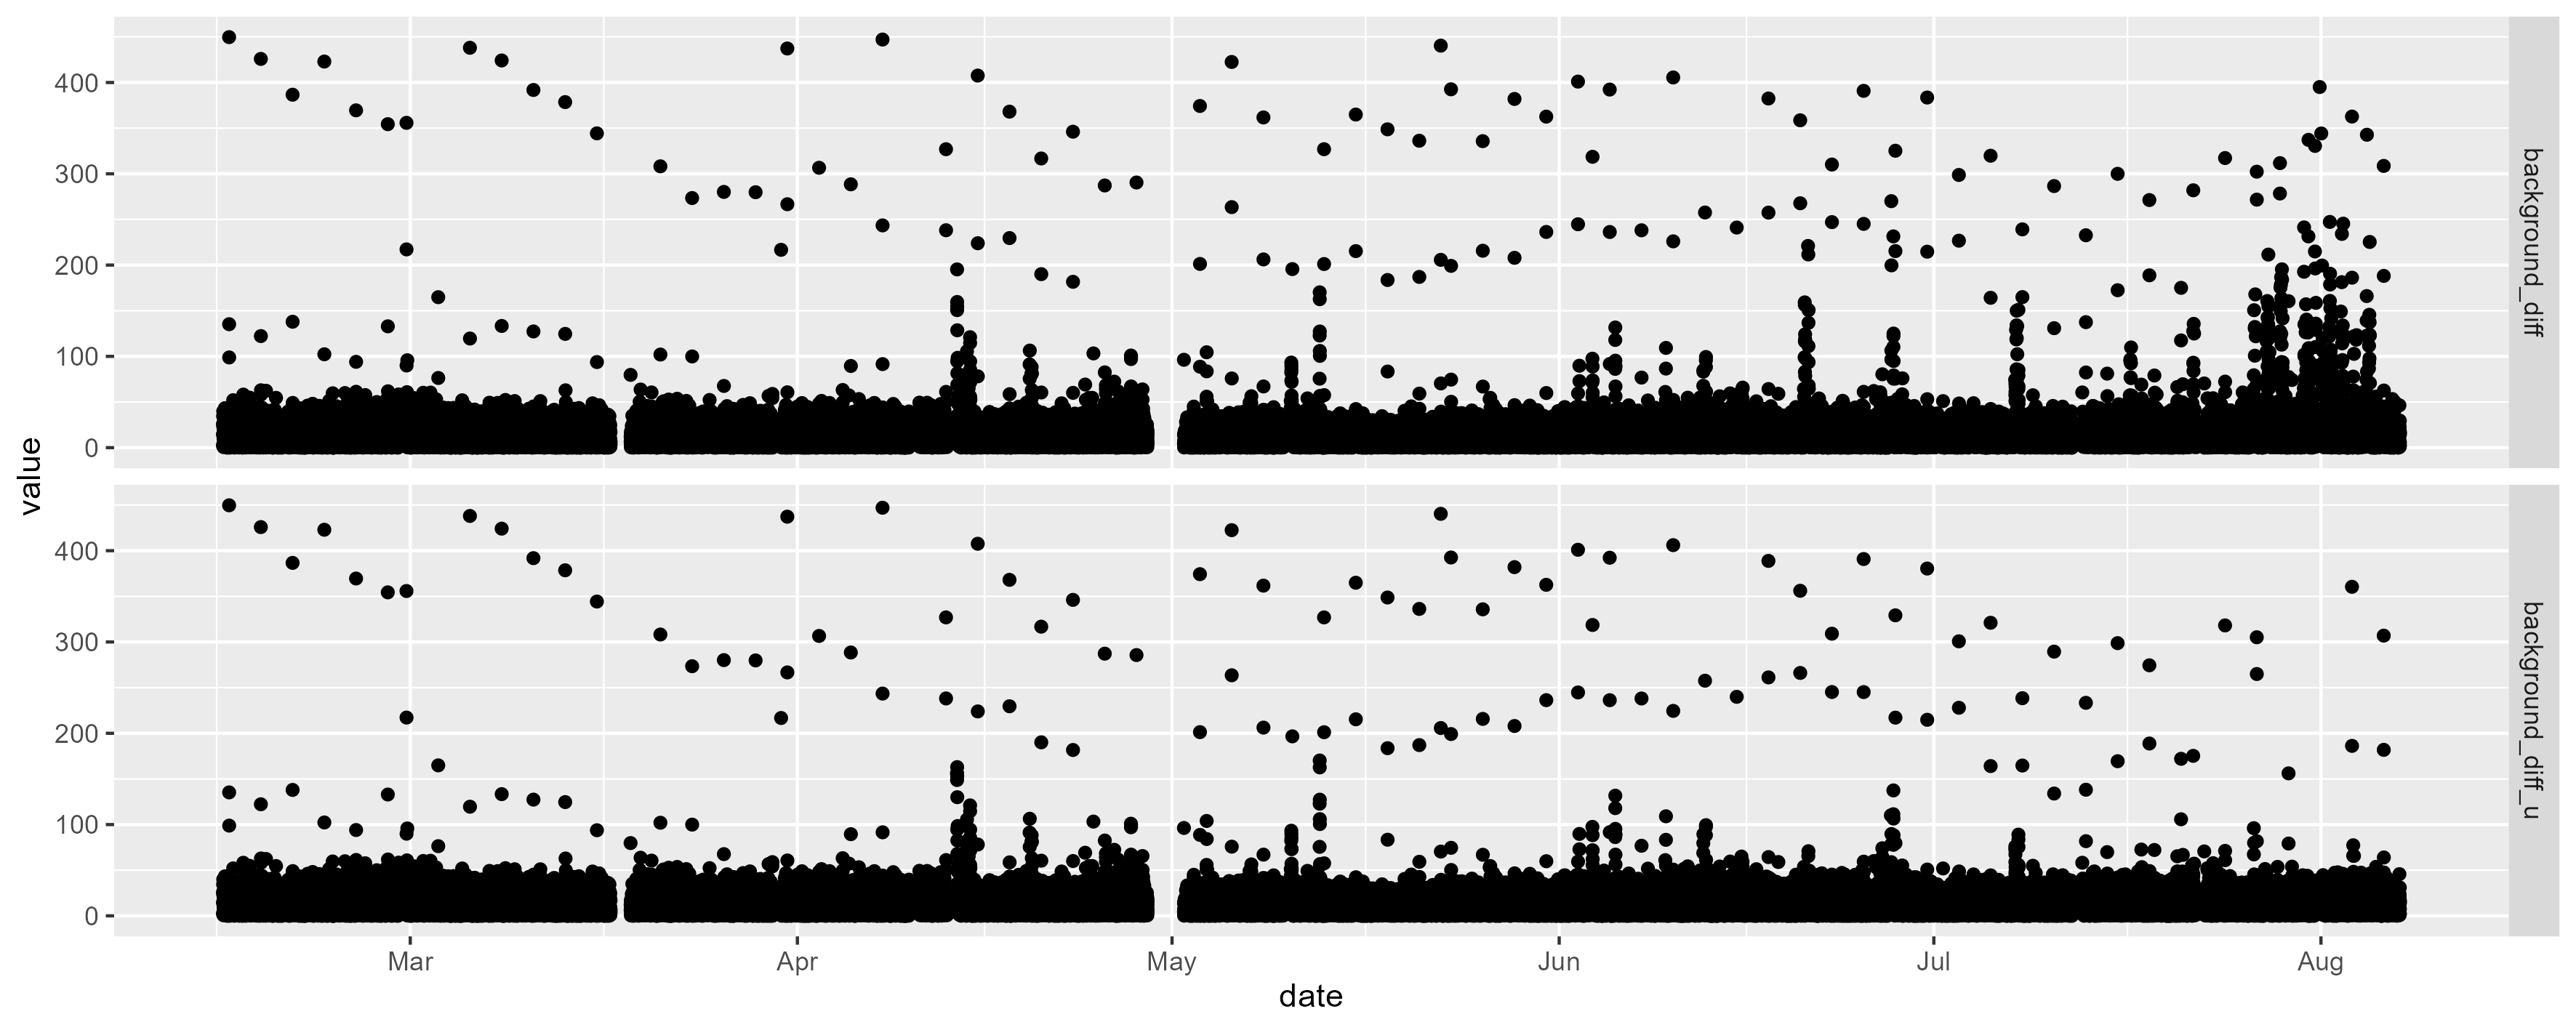 value
400
300
200
100
0
background_diff
400
300
200
100
0
background_diff_u
Mar Apr May Jun Jul Aug
date